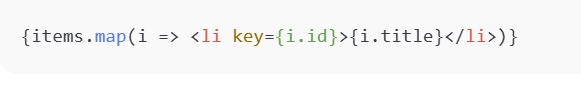 {items.map(i => <li key={i.id}>{i.title}</li>)}